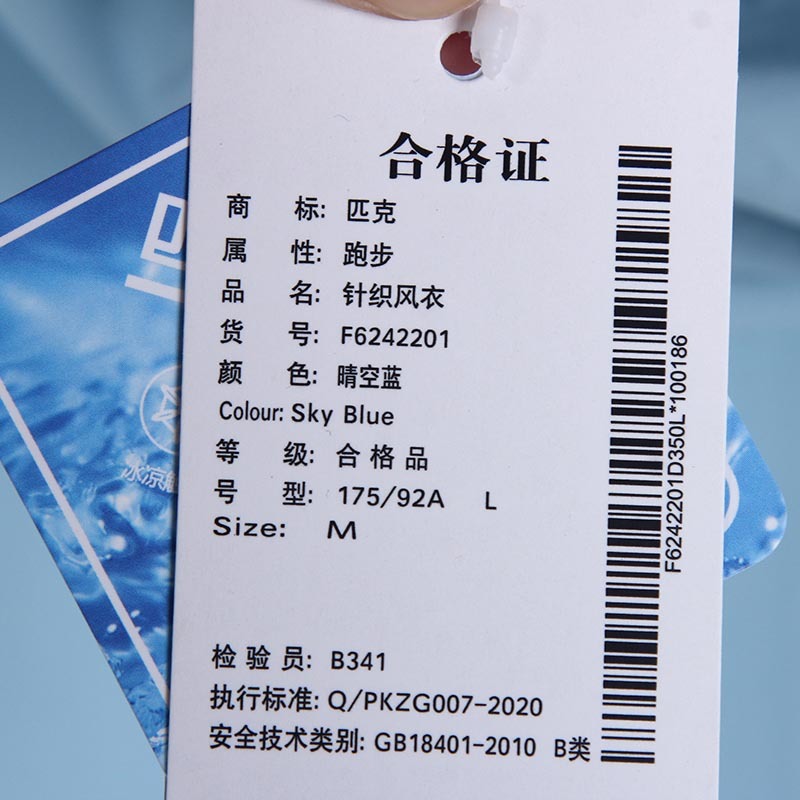 合格证
商 标: 匹克
属 性: 跑步
品 名: 针织风衣
货 号: F6242201
颜 色: 晴空蓝
Colour: Sky Blue
等 级: 合格品
号 型: 175/92A L
Size: M
检验员: B341
执行标准: Q/PKZG007-2020
安全技术类别: GB18401-2010 B类
F6242201D350L*100186
冰凉